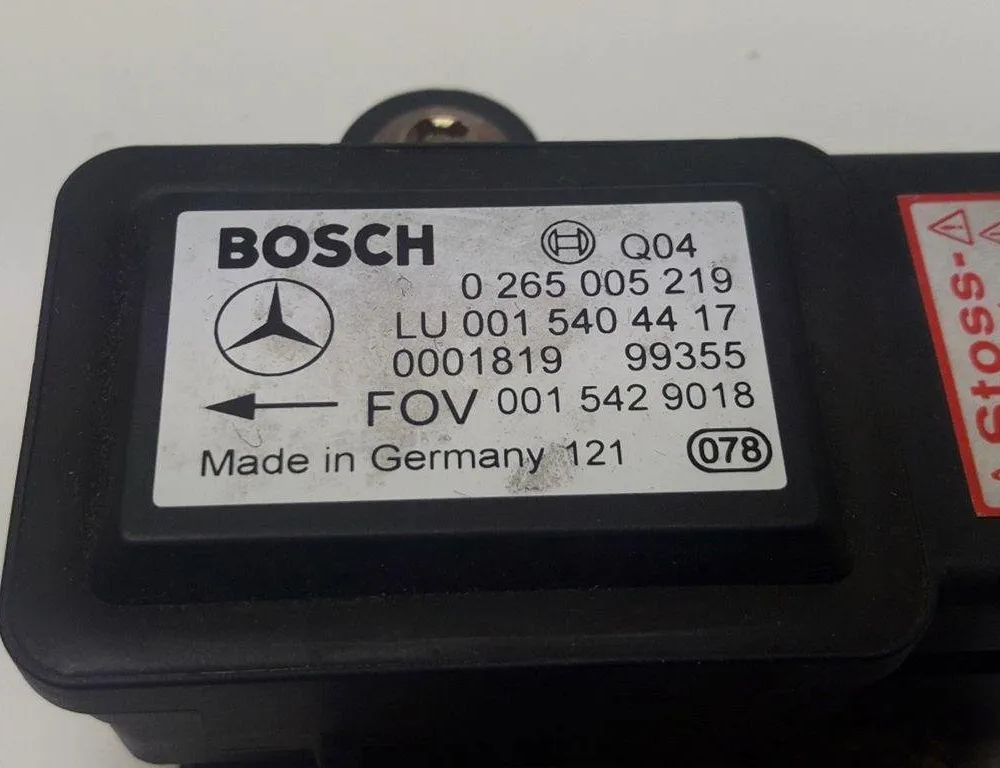 BOSCH Q04
0 265 005 219
LU 001 540 44 17
0001819 99355
FOV 001 542 9018
Made in Germany 121 078
Stoss-